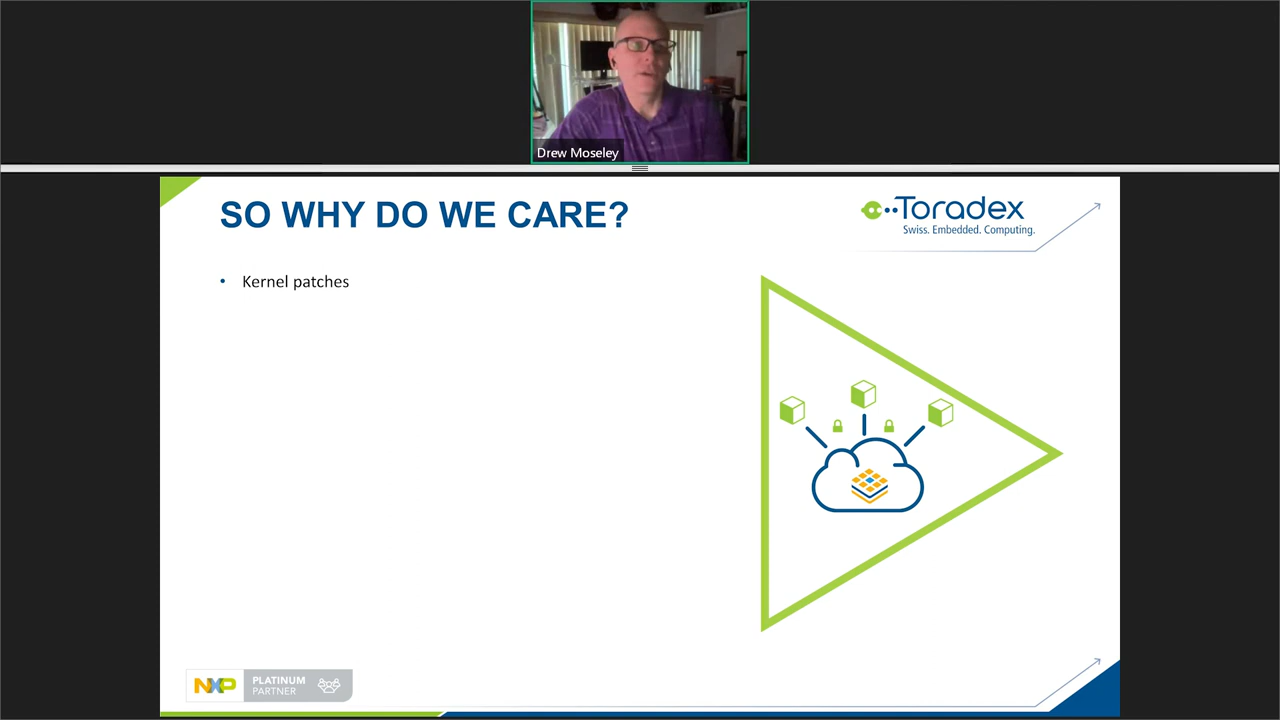 Drew Moseley
SO WHY DO WE CARE?
Toradex
Swiss. Embedded. Computing.
• Kernel patches
NXP
PLATINUM
PARTNER